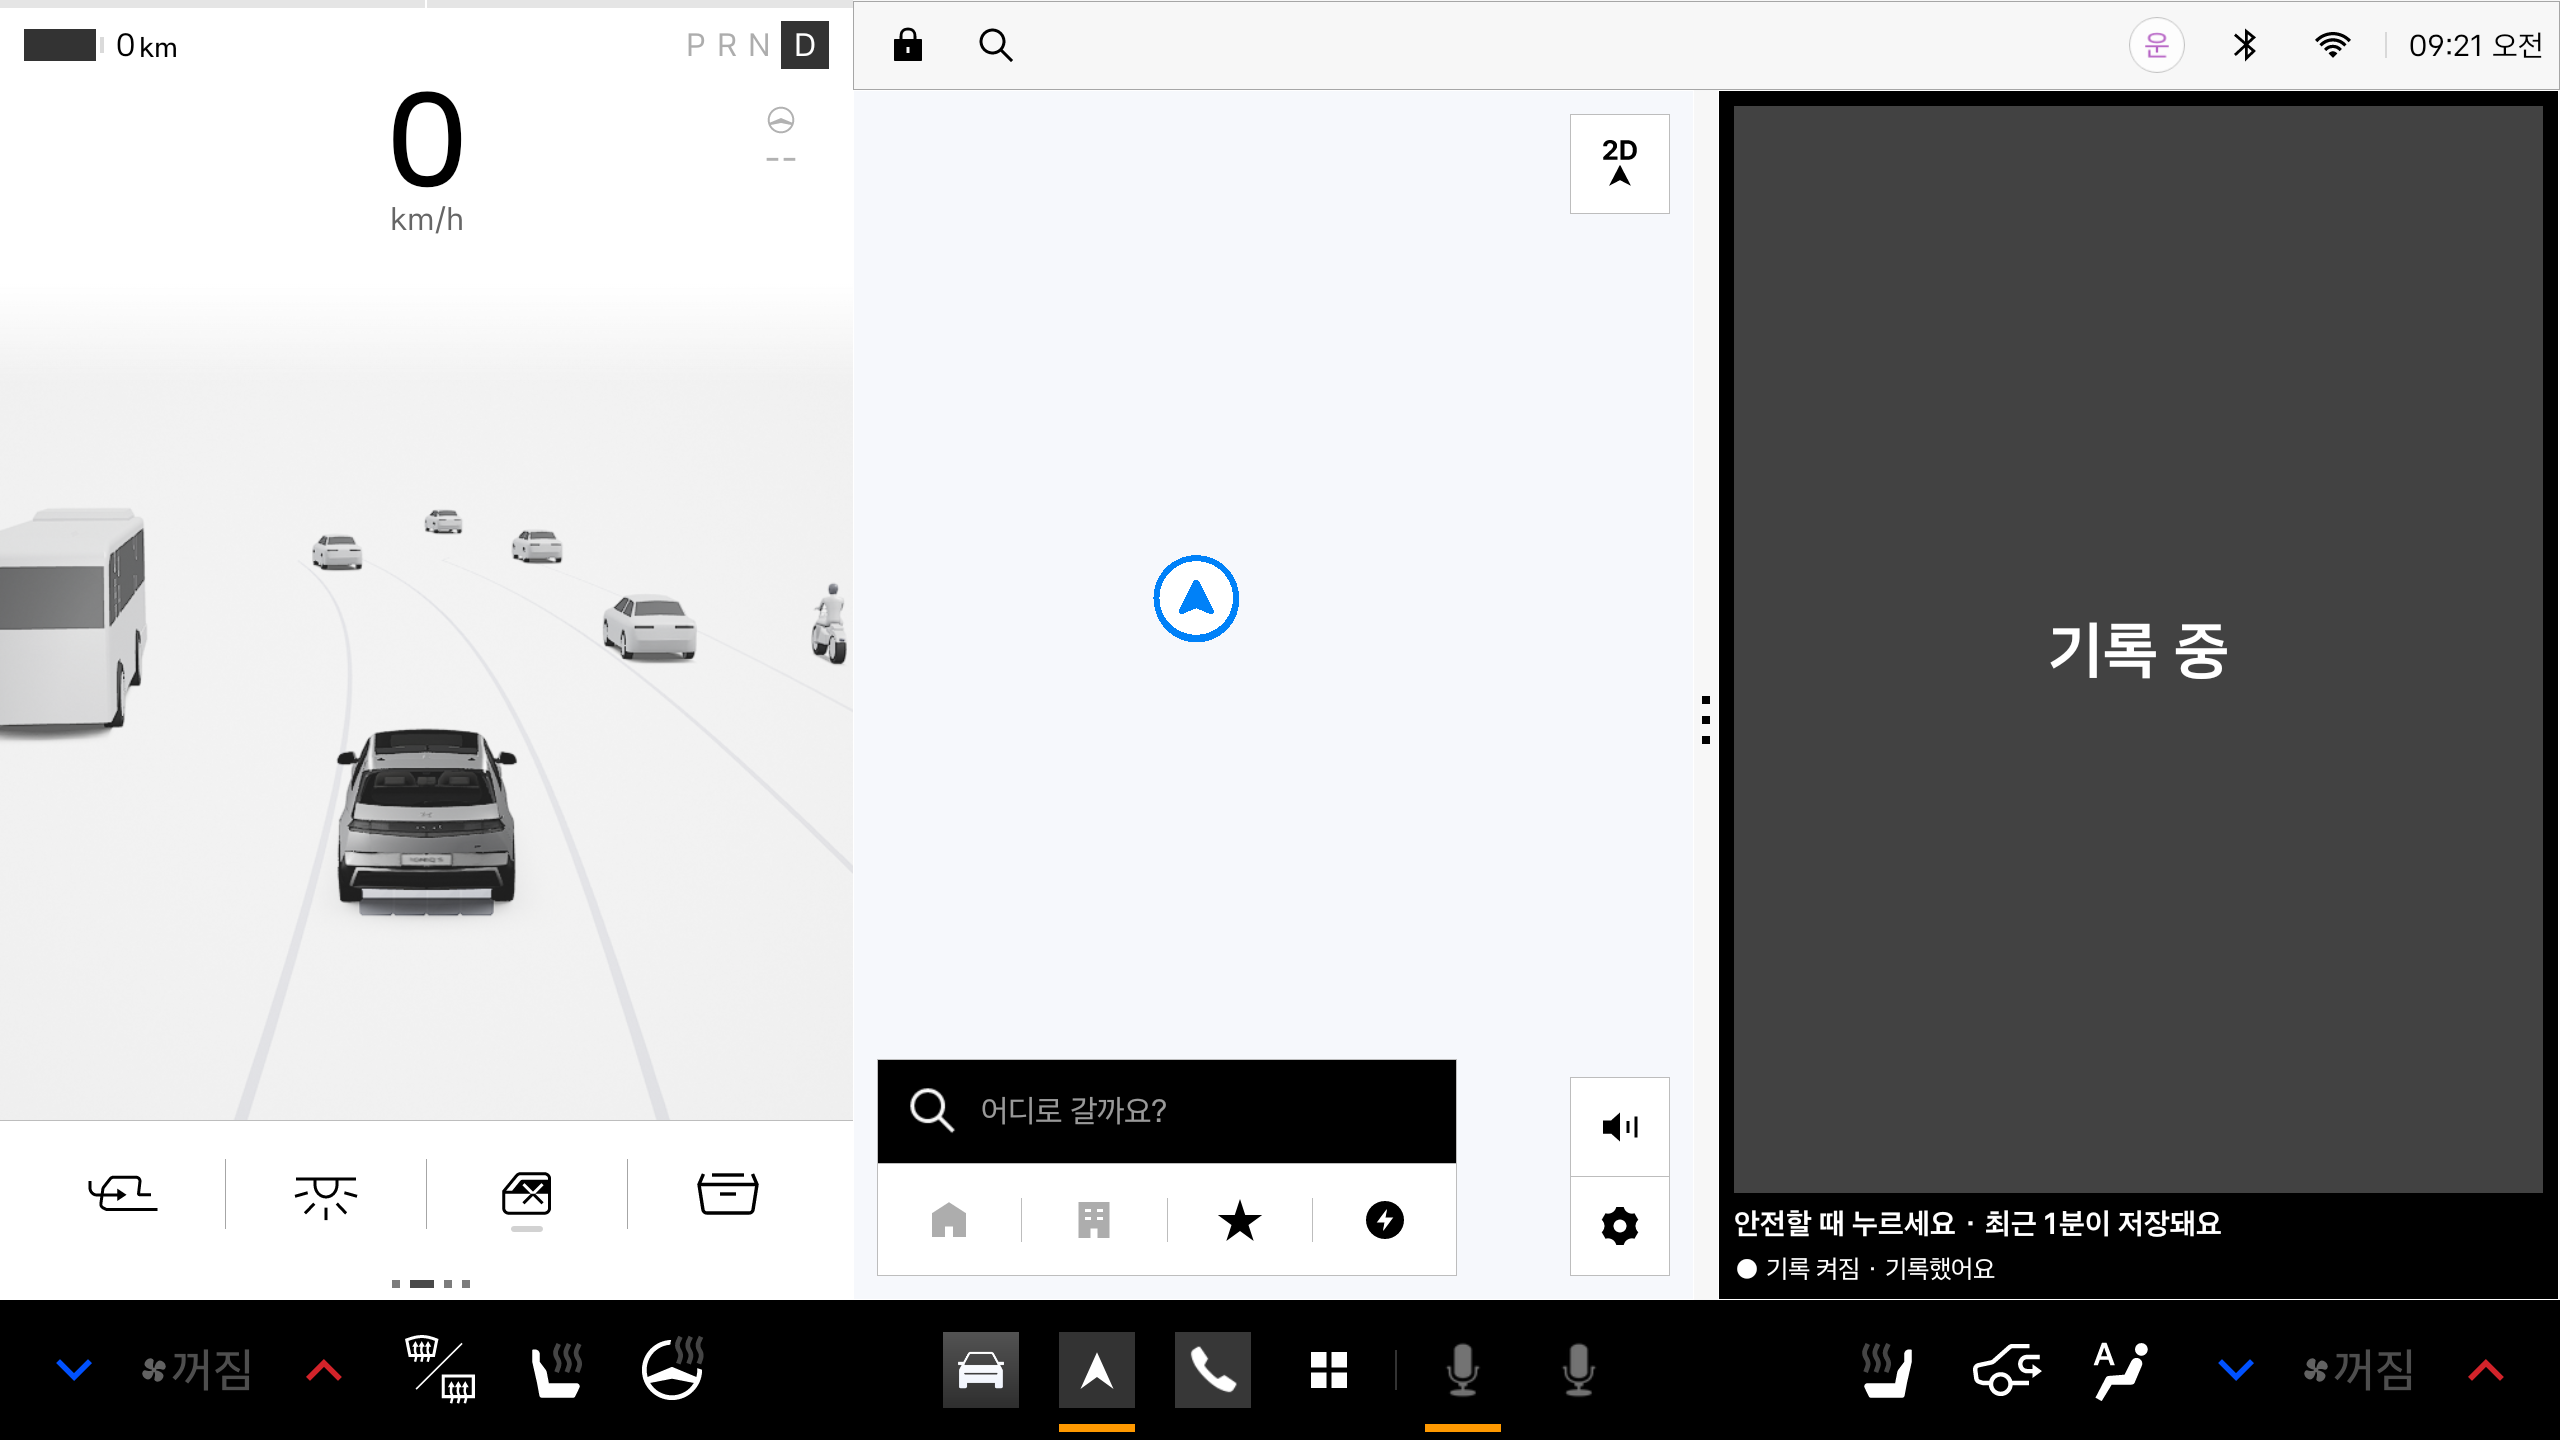 0 km
P R N D
0
km/h
--
운
09:21 오전
2D
기록 중
어디로 갈까요?
안전할 때 누르세요 · 최근 1분이 저장돼요
기록 켜짐 · 기록했어요
꺼짐
A
꺼짐